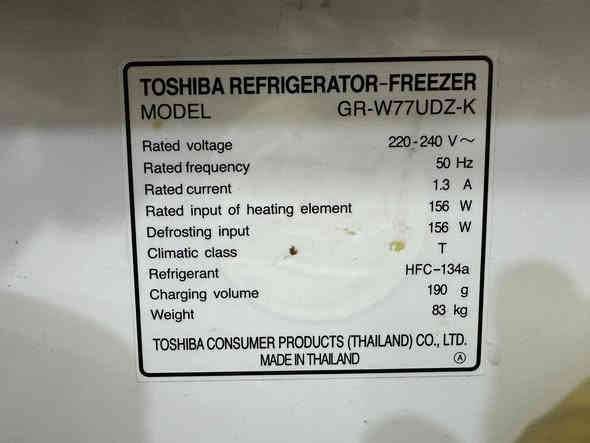 TOSHIBA REFRIGERATOR-FREEZER
MODEL GR-W77UDZ-K
Rated voltage 220-240 V～
Rated frequency 50 Hz
Rated current 1.3 A
Rated input of heating element 156 W
Defrosting input 156 W
Climatic class T
Refrigerant HFC-134a
Charging volume 190 g
Weight 83 kg
TOSHIBA CONSUMER PRODUCTS (THAILAND) CO., LTD.
MADE IN THAILAND Ⓐ